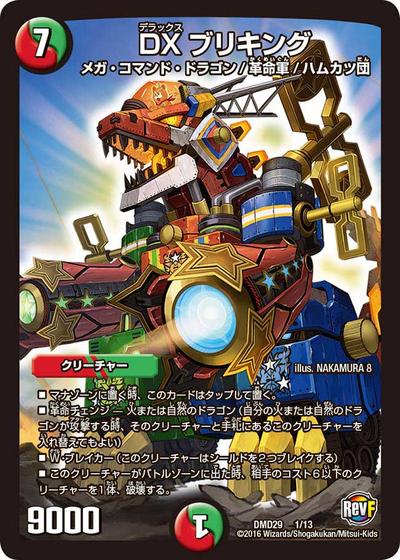 7
デラックス
DX ブリキング
かくめいぐん だん
メガ・コマンド・ドラゴン/革命軍/ハムカツ団
クリーチャー
illus. NAKAMURA 8
■ マナゾーンに置く時、このカードはタップして置く。
■ 革命チェンジ ― 火または自然のドラゴン(自分の火または自然のドラ
ゴンが攻撃する時、そのクリーチャーと手札にあるこのクリーチャーを
入れ替えてもよい)
■ W・ブレイカー(このクリーチャーはシールドを2つブレイクする)
■ このクリーチャーがバトルゾーンに出た時、相手のコスト6以下のク
リーチャーを1体、破壊する。
9000
1
DMD29 1/13
©2016 Wizards/Shogakukan/Mitsui-Kids
RevF